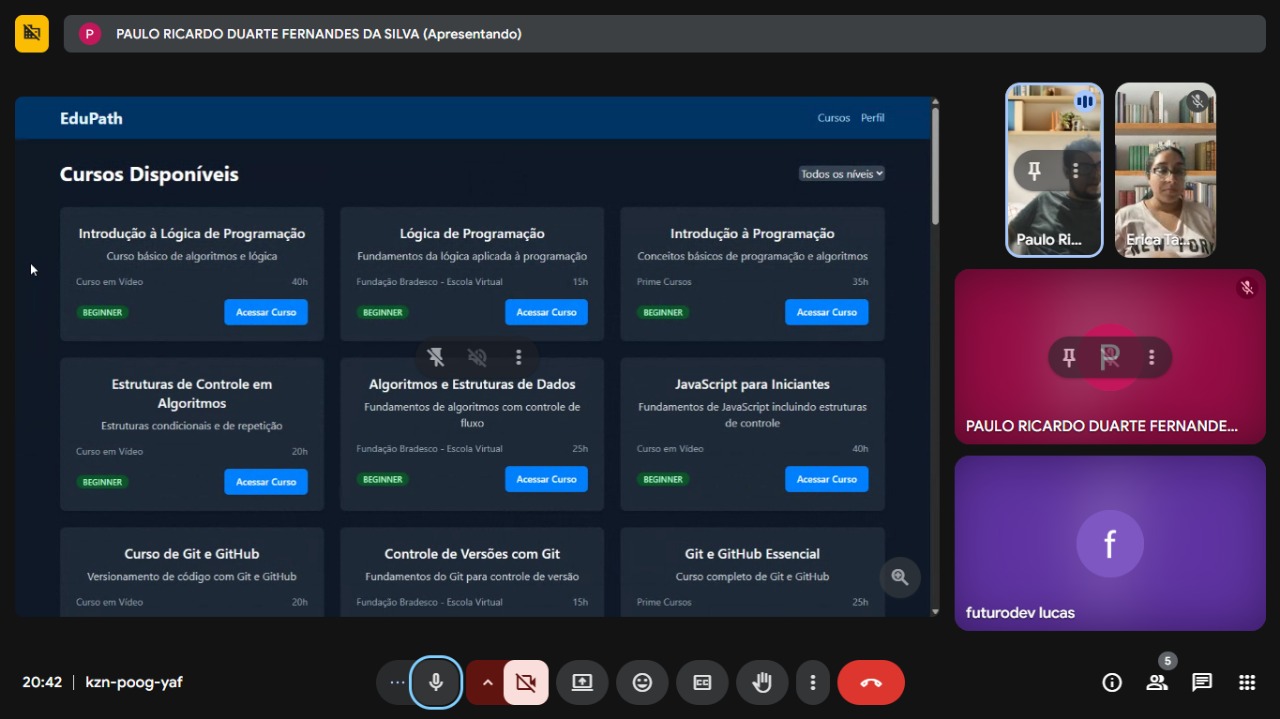 P
PAULO RICARDO DUARTE FERNANDES DA SILVA (Apresentando)
EduPath
Cursos Perfil
Cursos Disponíveis
Todos os níveis
Introdução à Lógica de Programação
Curso básico de algoritmos e lógica
Curso em Vídeo 40h
BEGINNER Acessar Curso
Lógica de Programação
Fundamentos da lógica aplicada à programação
Fundação Bradesco - Escola Virtual 15h
BEGINNER Acessar Curso
Introdução à Programação
Conceitos básicos de programação e algoritmos
Prime Cursos 35h
BEGINNER Acessar Curso
Estruturas de Controle em
Algoritmos
Estruturas condicionais e de repetição
Curso em Vídeo 20h
BEGINNER Acessar Curso
Algoritmos e Estruturas de Dados
Fundamentos de algoritmos com controle de
fluxo
Fundação Bradesco - Escola Virtual 25h
BEGINNER Acessar Curso
JavaScript para Iniciantes
Fundamentos de JavaScript incluindo estruturas
de controle
Curso em Vídeo 40h
BEGINNER Acessar Curso
Curso de Git e GitHub
Versionamento de código com Git e GitHub
Curso em Vídeo 20h
Controle de Versões com Git
Fundamentos do Git para controle de versão
Fundação Bradesco - Escola Virtual 15h
Git e GitHub Essencial
Curso completo de Git e GitHub
Prime Cursos 25h
Paulo Ri...
Erica Ta...
P
PAULO RICARDO DUARTE FERNANDE...
f
futurodev lucas
20:42 | kzn-poog-yaf
CC
5